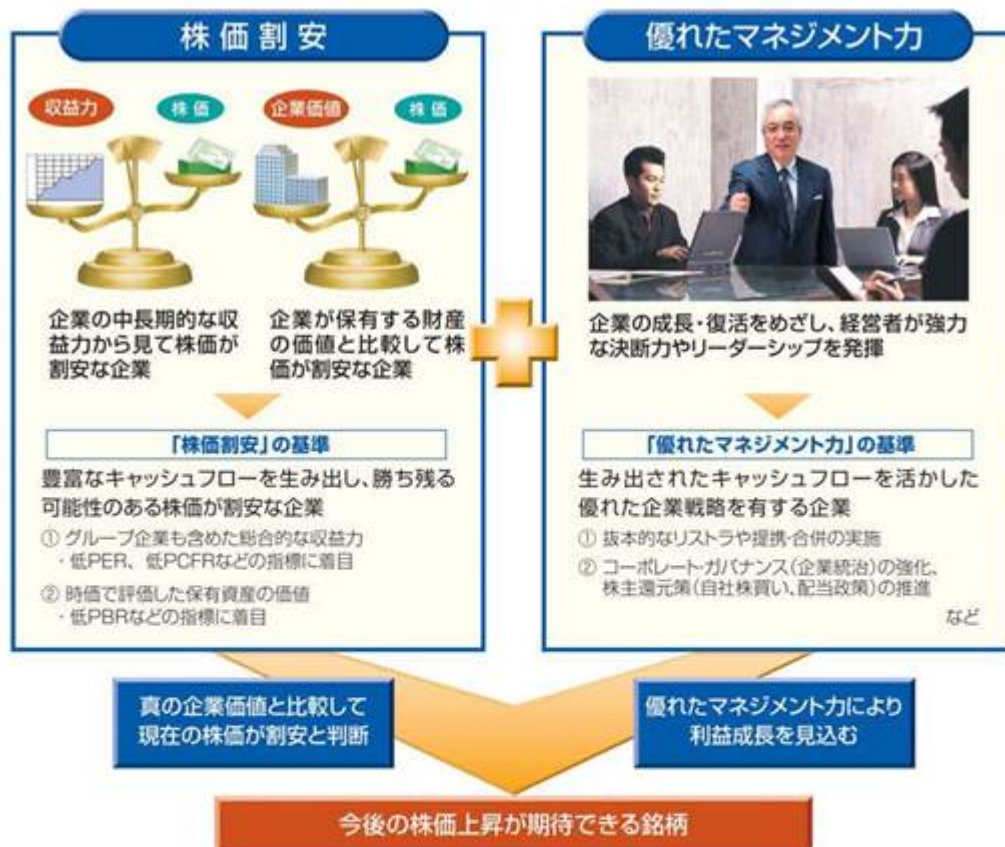 株価割安
収益力
株価
企業価値
株価
企業の中長期的な収
益力から見て株価が
割安な企業
企業が保有する財産
の価値と比較して株
価が割安な企業
「株価割安」の基準
豊富なキャッシュフローを生み出し、勝ち残る
可能性のある株価が割安な企業
① グループ企業も含めた総合的な収益力
・低PER、低PCFRなどの指標に着目
② 時価で評価した保有資産の価値
・低PBRなどの指標に着目
優れたマネジメント力
企業の成長・復活をめざし、経営者が強力
な決断力やリーダーシップを発揮
「優れたマネジメント力」の基準
生み出されたキャッシュフローを活かした
優れた企業戦略を有する企業
① 抜本的なリストラや提携・合併の実施
② コーポレート・ガバナンス(企業統治)の強化、
株主還元策(自社株買い、配当政策)の推進
など
真の企業価値と比較して
現在の株価が割安と判断
優れたマネジメント力により
利益成長を見込む
今後の株価上昇が期待できる銘柄